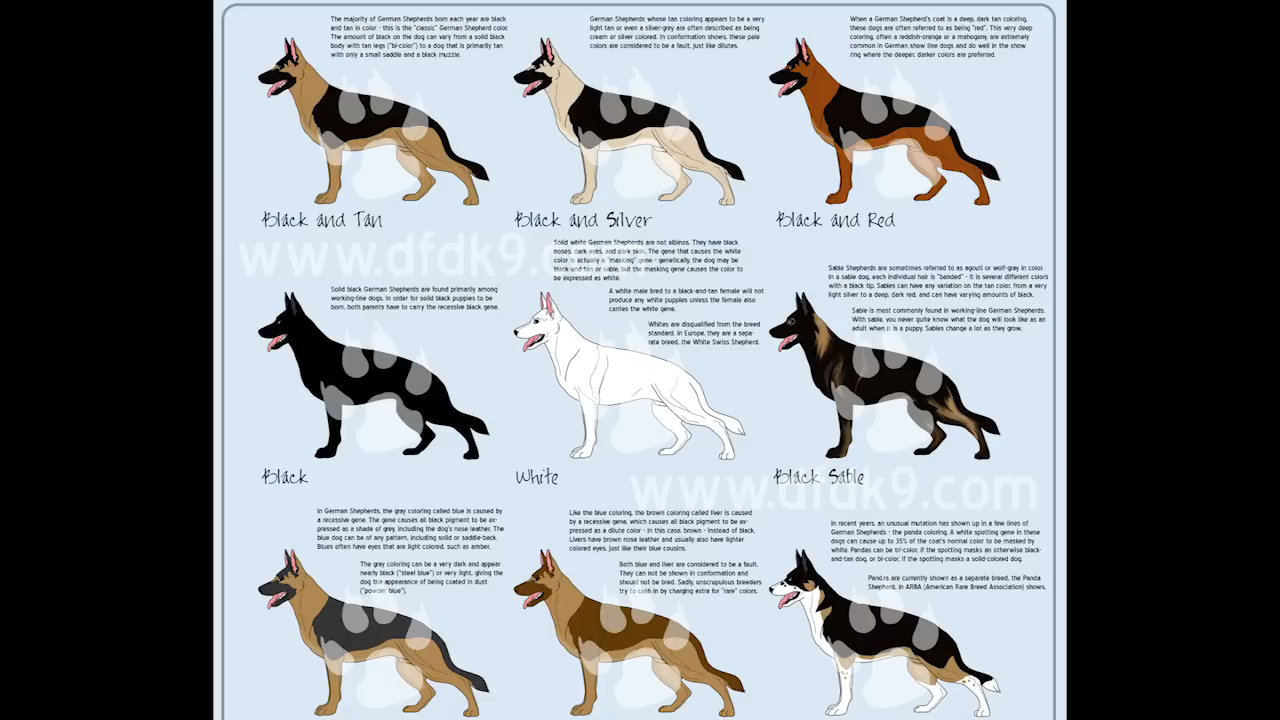 The majority of German Shepherds born each year are black
and tan in color - this is the "classic" German Shepherd color.
The amount of black on the dog can vary from a solid black
body with tan legs ("bi-color") to a dog that is primarily tan
with only a small saddle and a black muzzle.
German Shepherds whose tan coloring appears to be a very
light tan or even a silver-grey are often described as being
cream or silver colored. In conformation shows, these pale
colors are considered to be a fault, just like dilutes.
When a German Shepherd's coat is a deep, dark tan coloring,
these dogs are often referred to as being "red". This very deep
coloring, often a reddish-orange or a mahogany, are extremely
common in German show line dogs and do well in the show
ring where the deeper, darker colors are preferred.
Black and Tan
Black and Silver
Black and Red
www.dfdk9.com
Solid black German Shepherds are found primarily among
working-line dogs. In order for solid black puppies to be
born, both parents have to carry the recessive black gene.
Solid white German Shepherds are not albinos. They have black
noses, dark eyes, and dark skin. The gene that causes the white
color is actually a "masking" gene - genetically, the dog may be
black-and-tan or sable, but the masking gene causes the color to
be expressed as white.
A white male bred to a black-and-tan female will not
produce any white puppies unless the female also
carries the white gene.
Whites are disqualified from the breed
standard, in Europe, they are a sepa-
rate breed, the White Swiss Shepherd.
Sable Shepherds are sometimes referred to as agouti or wolf-gray in color.
In a sable dog, each individual hair is "banded" - it is several different colors
with a black tip. Sables can have any variation on the tan color, from a very
light silver to a deep, dark red, and can have varying amounts of black.
Sable is most commonly found in working-line German Shepherds.
With sable, you never quite know what the dog will look like as an
adult when it is a puppy. Sables change a lot as they grow.
Black
White
Black Sable
www.dfdk9.com
In German Shepherds, the gray coloring called blue is caused by
a recessive gene. The gene causes all black pigment to be ex-
pressed as a shade of grey, including the dog's nose leather. The
blue dog can be of any pattern, including solid or saddle-back.
Blues often have eyes that are light colored, such as amber.
The gray coloring can be a very dark and appear
nearly black ("steel blue") or very light, giving the
dog the appearance of being coated in dust
("powder blue").
Like the blue coloring, the brown coloring called liver is caused
by a recessive gene, which causes all black pigment to be ex-
pressed as a dilute color - in this case, brown - instead of black.
Livers have brown nose leather and usually also have lighter
colored eyes, just like their blue cousins.
Both blue and liver are considered to be a fault.
They can not be shown in conformation and
should not be bred. Sadly, unscrupulous breeders
try to cash in by charging extra for "rare" colors.
In recent years, an unusual mutation has shown up in a few lines of
German Shepherds - the panda coloring. A white spotting gene in these
dogs can cause up to 35% of the coat's normal color to be masked by
white. Pandas can be tri-color, if the spotting masks an otherwise black-
and-tan dog, or bi-color, if the spotting masks a solid-colored dog.
Pandas are currently shown as a separate breed, the Panda
Shepherd, in ARBA (American Rare Breed Association) shows.